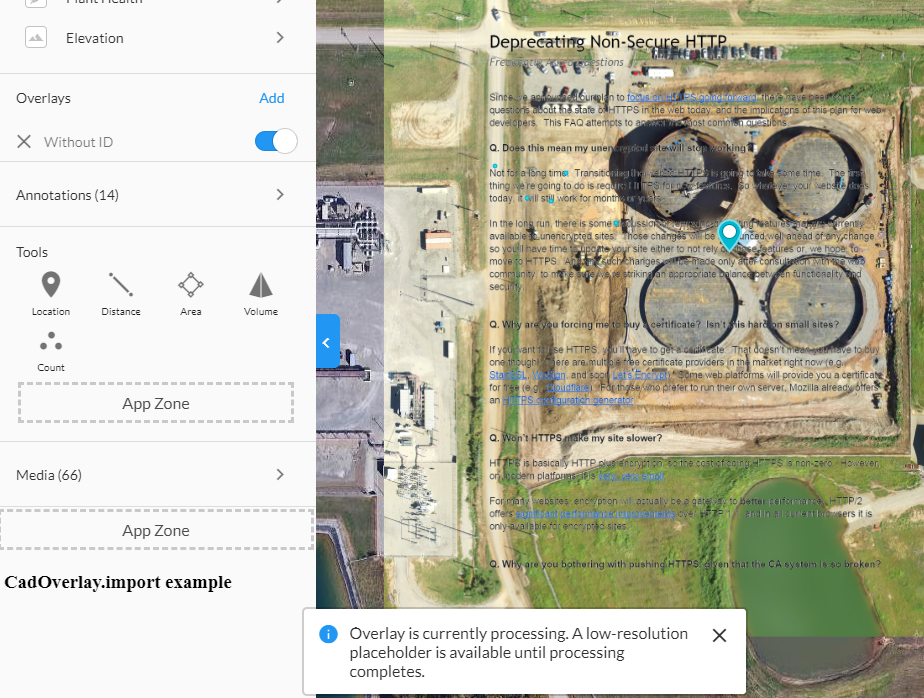 Plant Health
Elevation
Overlays
Add
Without ID
Annotations (14)
Tools
Location
Distance
Area
Volume
Count
App Zone
Media (66)
App Zone
CadOverlay.import example
Deprecating Non-Secure HTTP
Frequently Asked Questions
Since we announced our plan to focus on HTTPS going forward, there have been some
questions about the state of HTTPS in the web today, and the implications of this plan for web
developers. This FAQ attempts to answer the most common questions.
Q. Does this my unencrypted site will stop working?
Not for a long time. Transitioning the web to HTTPS is going to take some time. The first
thing we're going to do is require HTTPS for new features. So whatever your website does
today, it will still work for months or years.
In the long run, there is some discussion of removing features that are currently
available to unencrypted sites. Those changes will be announced well ahead of any change
so you'll have time to update your site either to not rely on those features or, we hope, to
move to HTTPS. Any such changes will be made only after consultation with the web
community, to make sure we're striking an appropriate balance between functionality and
security.
Q. Why are you forcing me to buy a certificate? Isn't this hard on small sites?
If you want to use HTTPS, you'll have to get a certificate. That doesn't mean you have to buy
one though! There are multiple free certificate providers in the market right now (e.g.,
StartSSL, WoSign, and soon Let's Encrypt). Some web platforms will provide you a certificate
for free (e.g., Cloudflare). For those who prefer to run their own server, Mozilla already offers
an HTTPS configuration generator.
Q. Won't HTTPS make my site slower?
HTTPS is basically HTTP plus encryption, so the cost of doing HTTPS is non-zero. However,
on modern platforms, it is very, very small.
For many websites, encryption will actually be a gateway to better performance. HTTP/2
offers significant performance improvements over HTTP/1.1, and in all current browsers it is
only available for encrypted sites.
Q. Why are you bothering with pushing HTTPS, given that the CA system is so broken?
Overlay is currently processing. A low-resolution
placeholder is available until processing
completes.